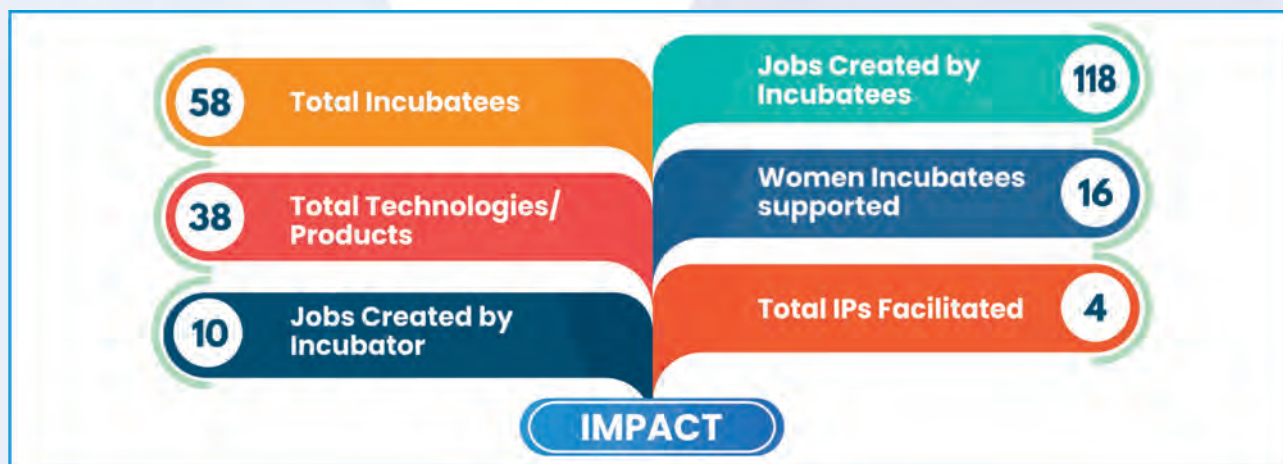 58
Total Incubatees
38
Total Technologies/
Products
10
Jobs Created by
Incubator
Jobs Created by
Incubatees
118
Women Incubatees
supported
16
Total IPs Facilitated
4
IMPACT